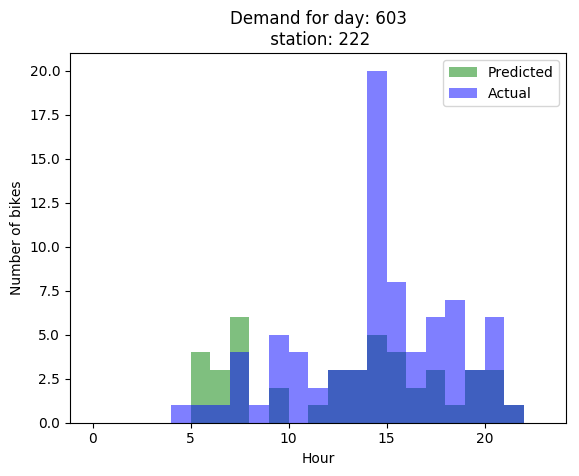 Demand for day: 603
station: 222
Predicted
Actual
20.0
17.5
15.0
12.5
10.0
7.5
5.0
2.5
0.0
Number of bikes
0 5 10 15 20
Hour